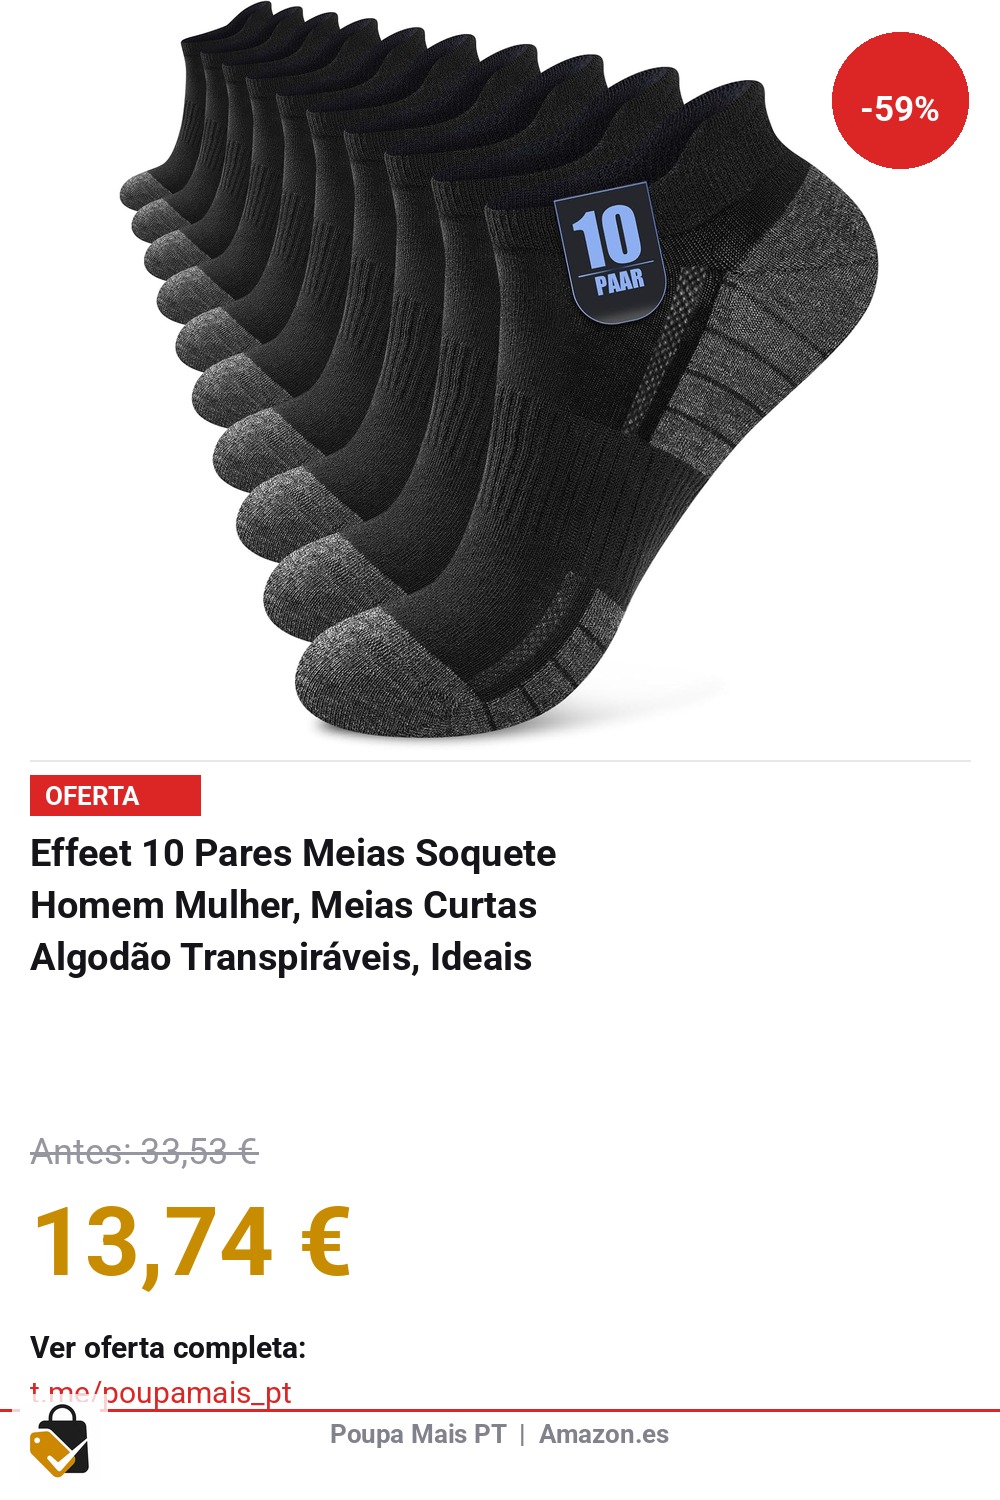 -59%
10
PAAR
OFERTA
Effeet 10 Pares Meias Soquete
Homem Mulher, Meias Curtas
Algodão Transpiráveis, Ideais
Antes: 33,53 €
13,74 €
Ver oferta completa:
t.me/poupamais_pt
Poupa Mais PT | Amazon.es